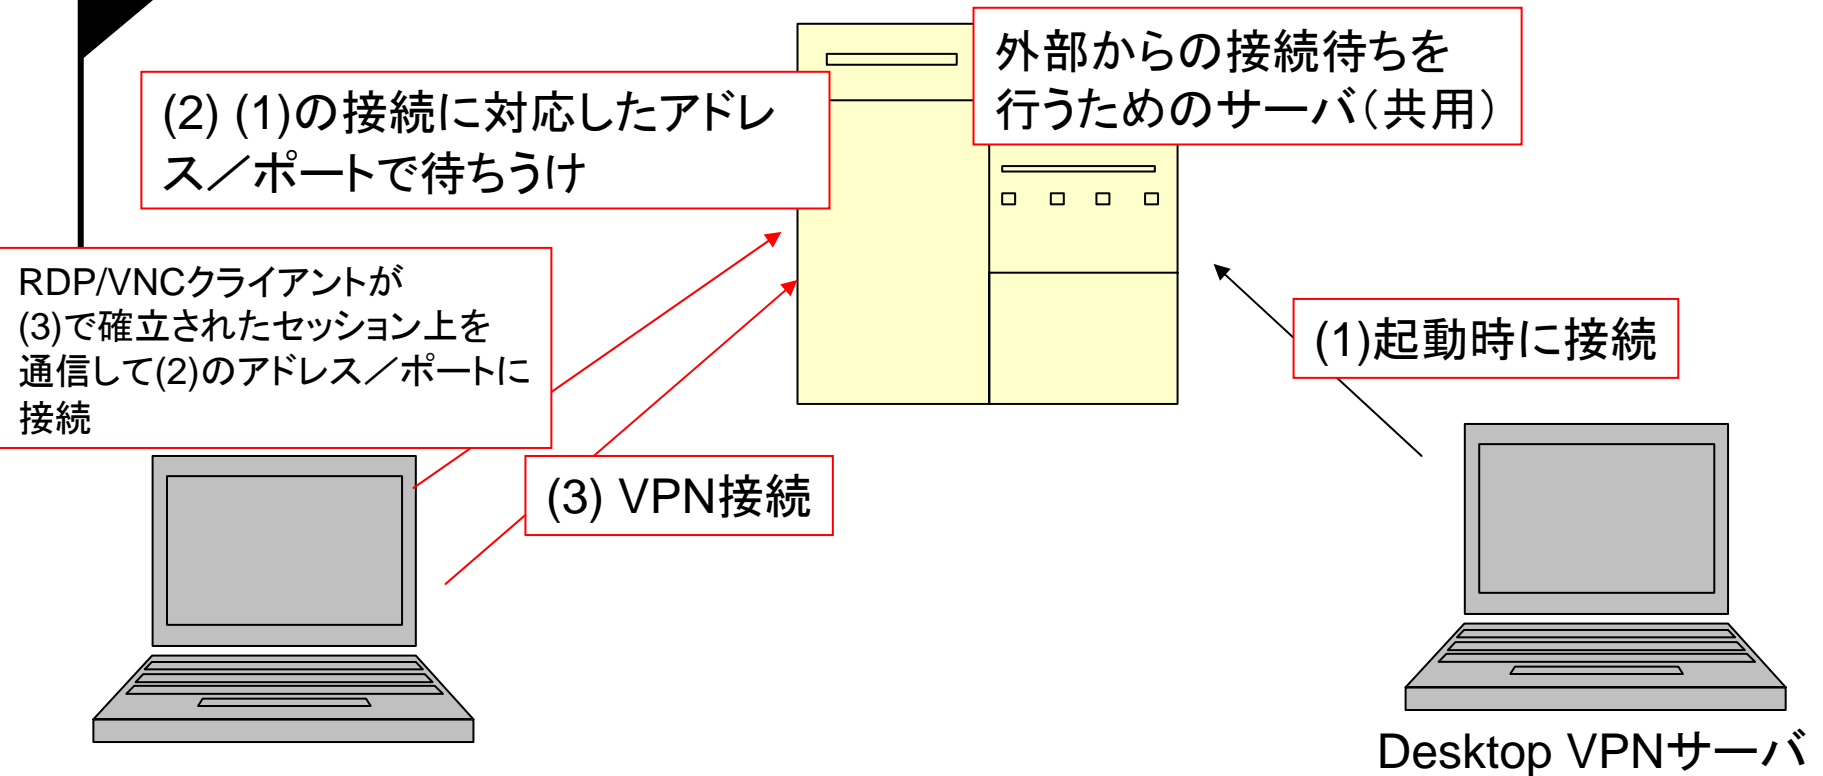 外部からの接続待ちを
行うためのサーバ（共用）
(2) (1)の接続に対応したアドレ
ス／ポートで待ちうけ
RDP/VNCクライアントが
(3)で確立されたセッション上を
通信して(2)のアドレス／ポートに
接続
(1)起動時に接続
(3) VPN接続
Desktop VPNサーバ